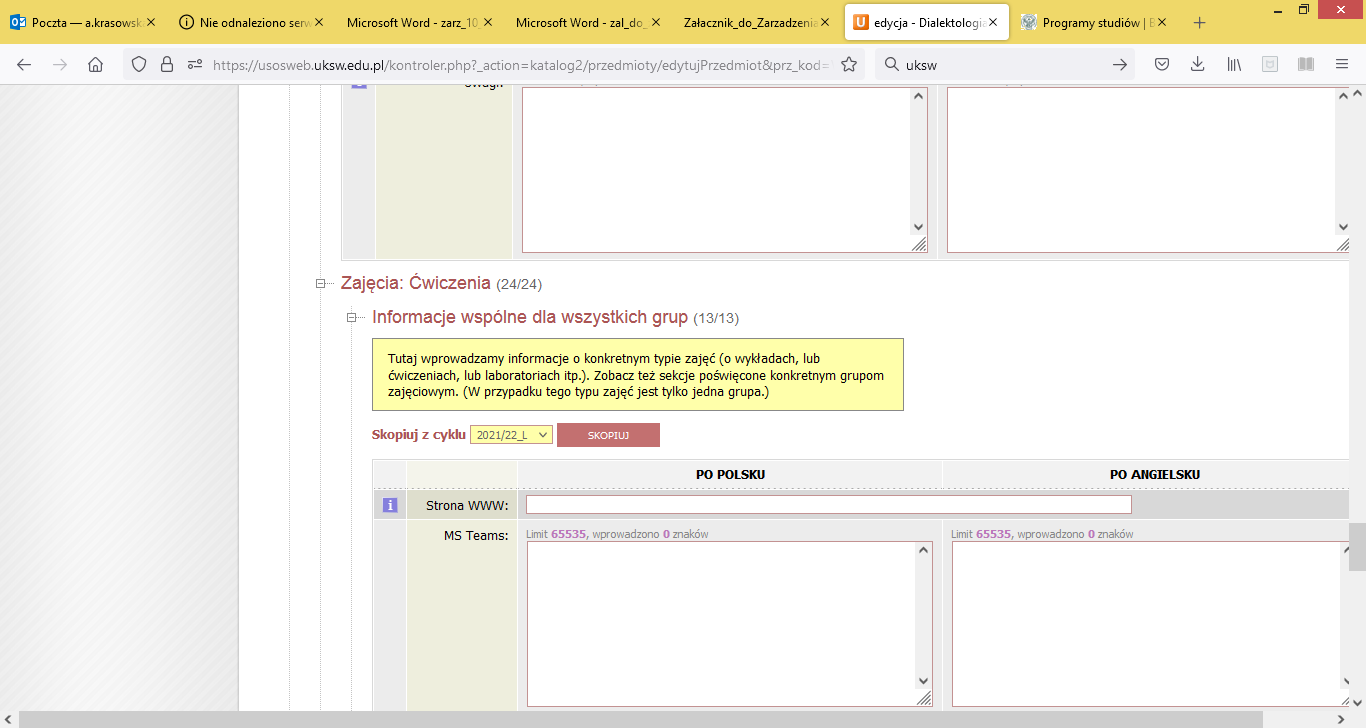 Poczta — a.krasowsk
Nie odnaleziono serw
Microsoft Word - zarz_10_
Microsoft Word - zal_do_
Załacznik_do_Zarzadzenia
edycja - Dialektologia
Programy studiów | B
https://usosweb.uksw.edu.pl/kontroler.php?_action=katalog2/przedmioty/edytujPrzedmiot&prz_kod=
uksw
Zajęcia: Ćwiczenia (24/24)
Informacje wspólne dla wszystkich grup (13/13)
Tutaj wprowadzamy informacje o konkretnym typie zajęć (o wykładach, lub
ćwiczeniach, lub laboratoriach itp.). Zobacz też sekcje poświęcone konkretnym grupom
zajęciowym. (W przypadku tego typu zajęć jest tylko jedna grupa.)
Skopiuj z cyklu 2021/22_L SKOPIUJ
PO POLSKU PO ANGIELSKU
i Strona WWW:
MS Teams: Limit 65535, wprowadzono 0 znaków Limit 65535, wprowadzono 0 znaków